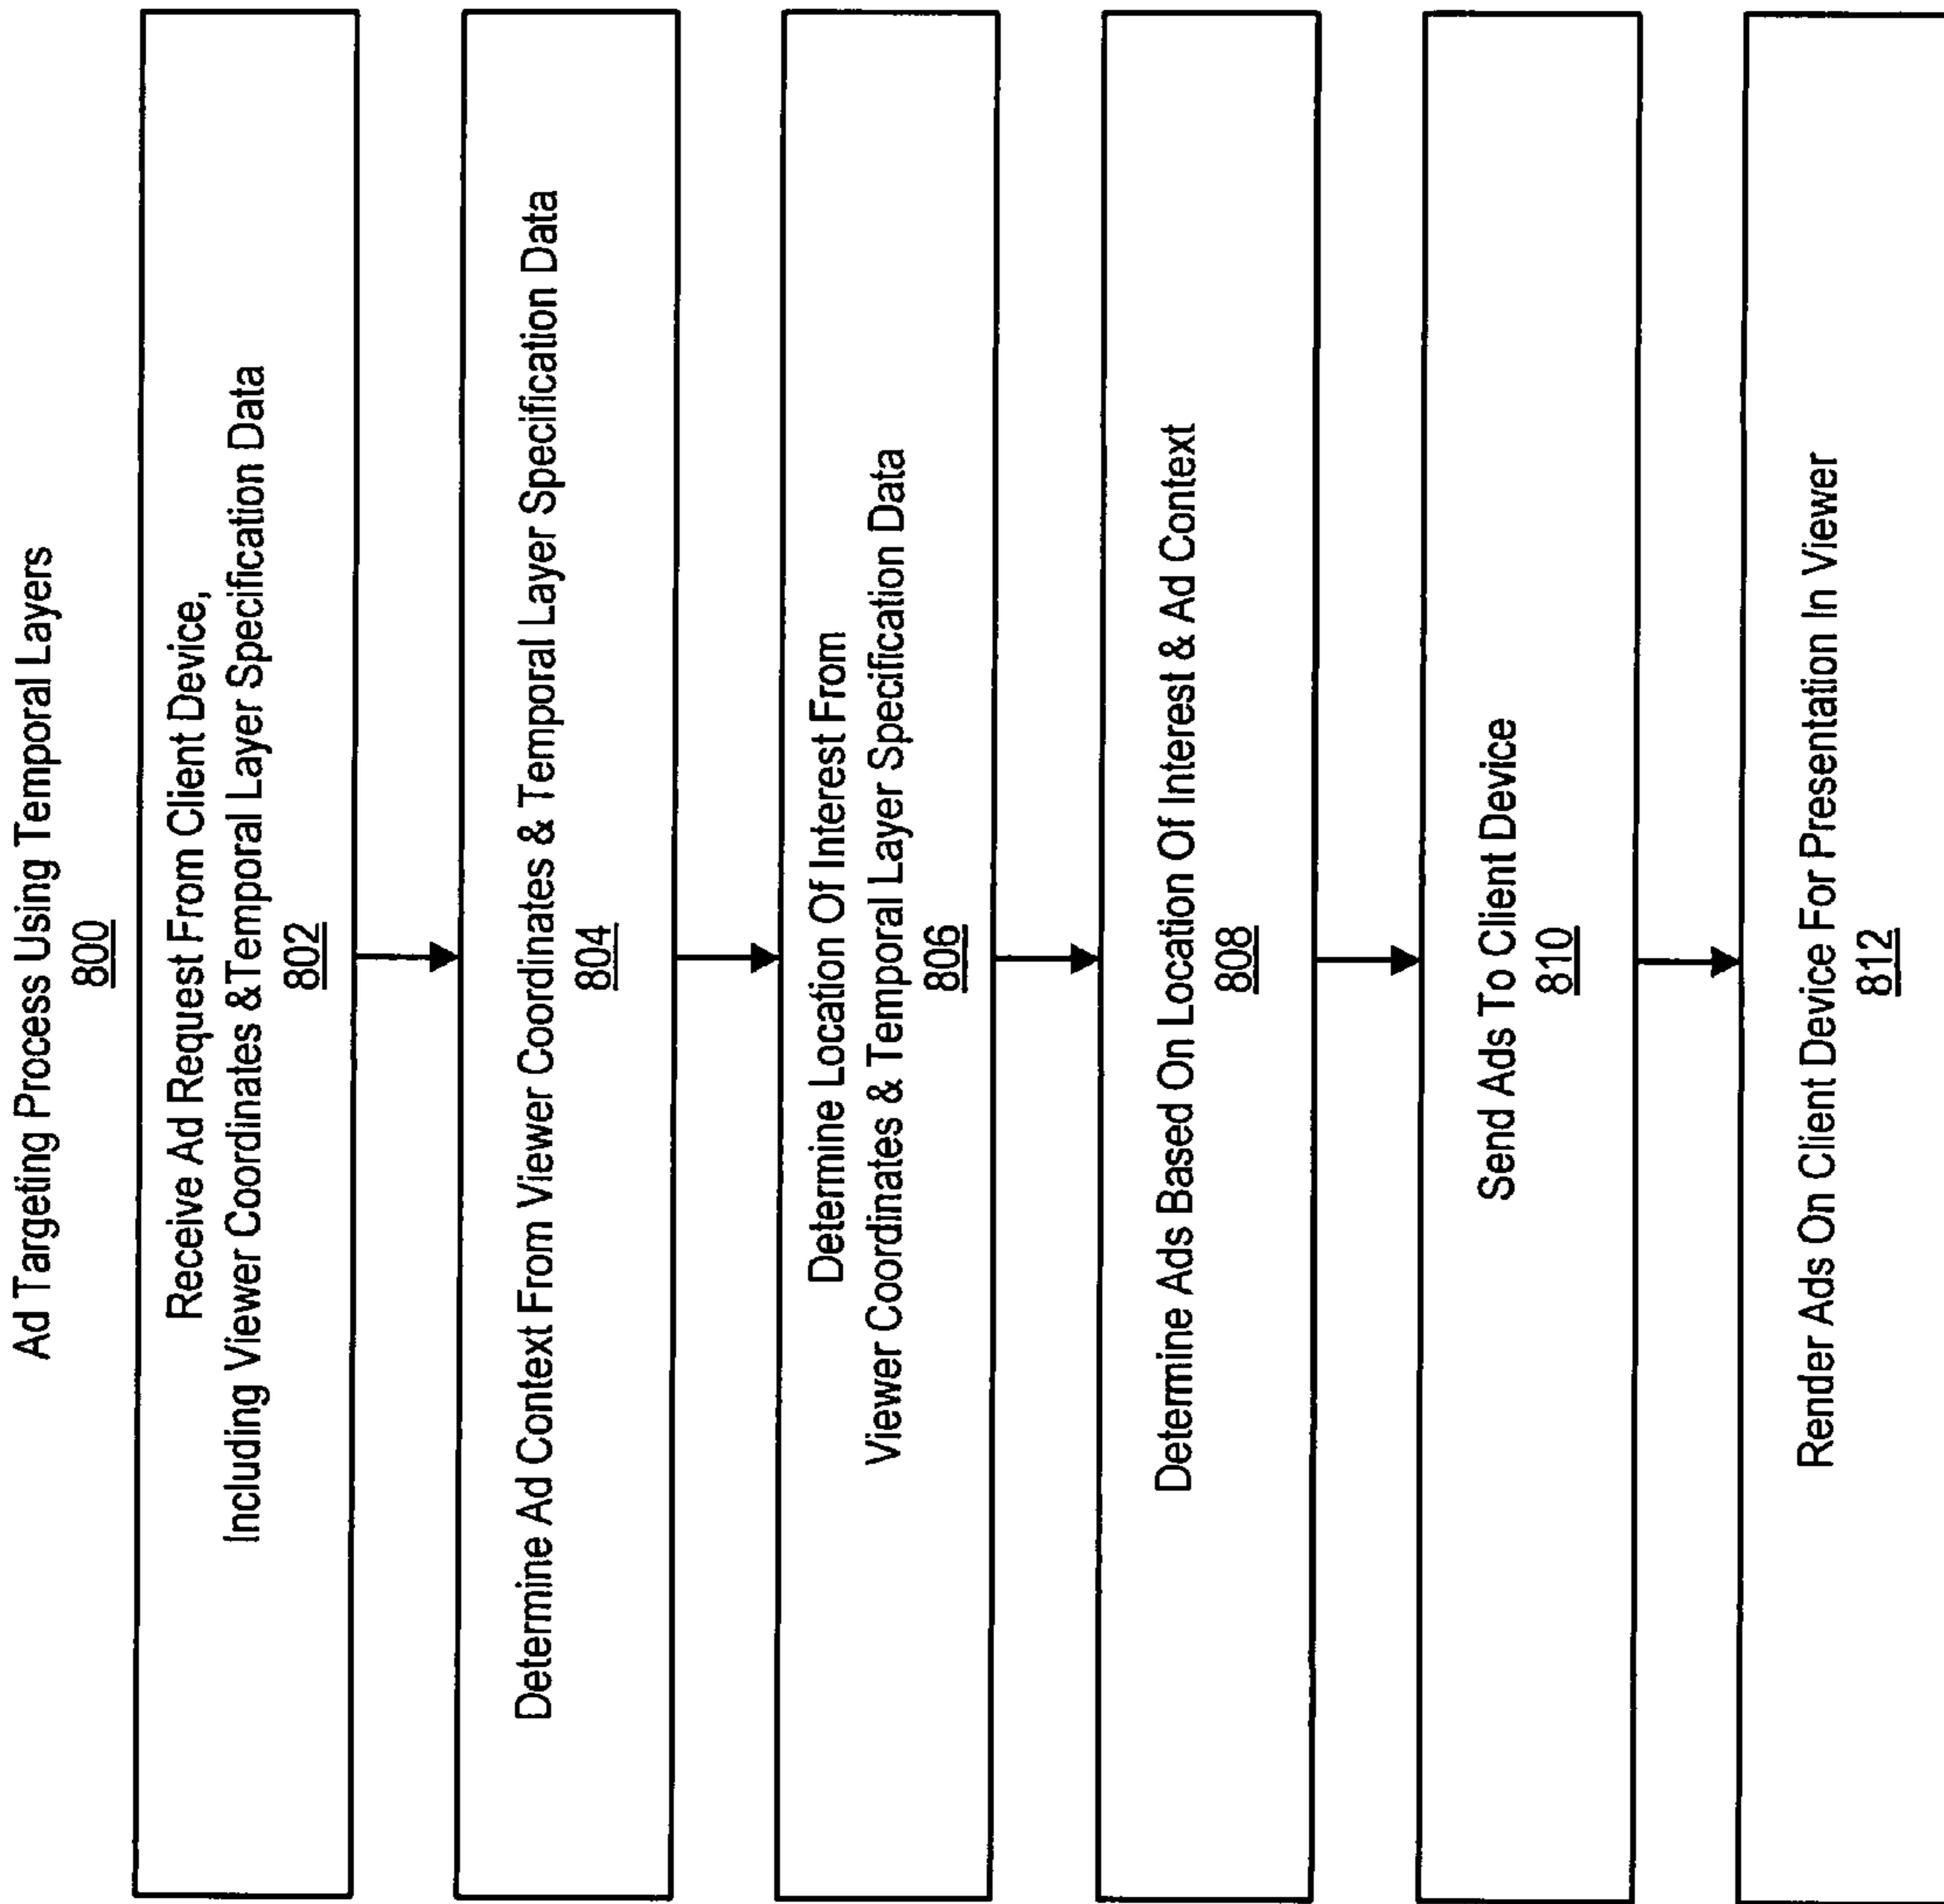 Ad Targeting Process Using Temporal Layers
800
Receive Ad Request From Client Device,
Including Viewer Coordinates &Temporal Layer Specification Data
802
Determine Ad Context From Viewer Coordinates & Temporal Layer Specification Data
804
Determine Location Of Interest From
Viewer Coordinates & Temporal Layer Specification Data
806
Determine Ads Based On Location Of Interest & Ad Context
808
Send Ads To Client Device
810
Render Ads On Client Device For Presentation In Viewer
812